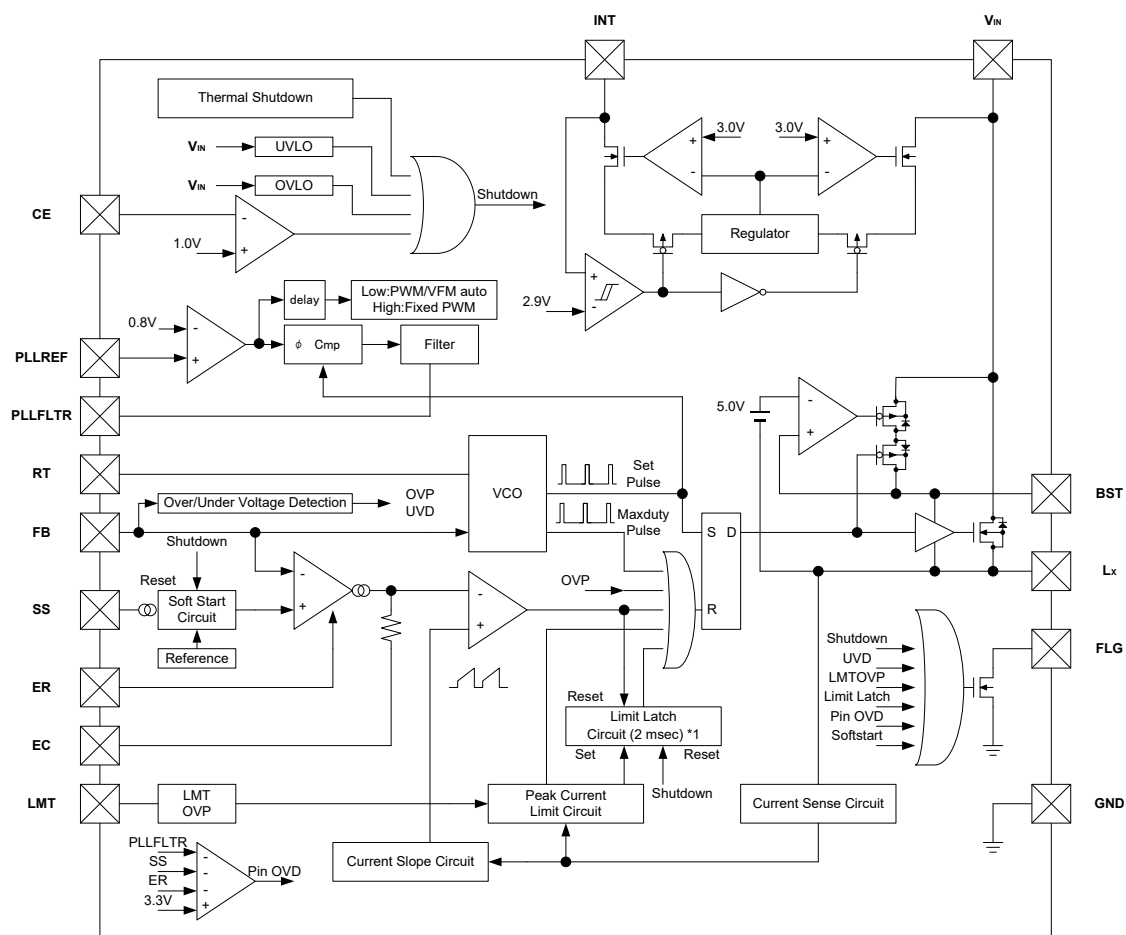 INT
VIN
Thermal Shutdown
VIN
UVLO
VIN
OVLO
Shutdown
CE
-
+
1.0V
3.0V
3.0V
+
-
+
-
Regulator
+
-
2.9V
delay
Low:PWM/VFM auto
High:Fixed PWM
0.8V
-
+
ϕ Cmp
Filter
PLLREF
PLLFLTR
5.0V
-
+
RT
VCO
Set
Pulse
Maxduty
Pulse
BST
FB
Over/Under Voltage Detection
OVP
UVD
S D
R
Shutdown
Reset
SS
Soft Start
Circuit
Reference
-
+
-
+
OVP
LX
ER
EC
Reset
Limit Latch
Circuit (2 msec) *1
Set
Reset
Shutdown
Shutdown
UVD
LMTOVP
Limit Latch
Pin OVD
Softstart
FLG
LMT
LMT
OVP
Peak Current
Limit Circuit
Current Sense Circuit
GND
Current Slope Circuit
PLLFLTR
SS
ER
3.3V
-
-
-
+
Pin OVD